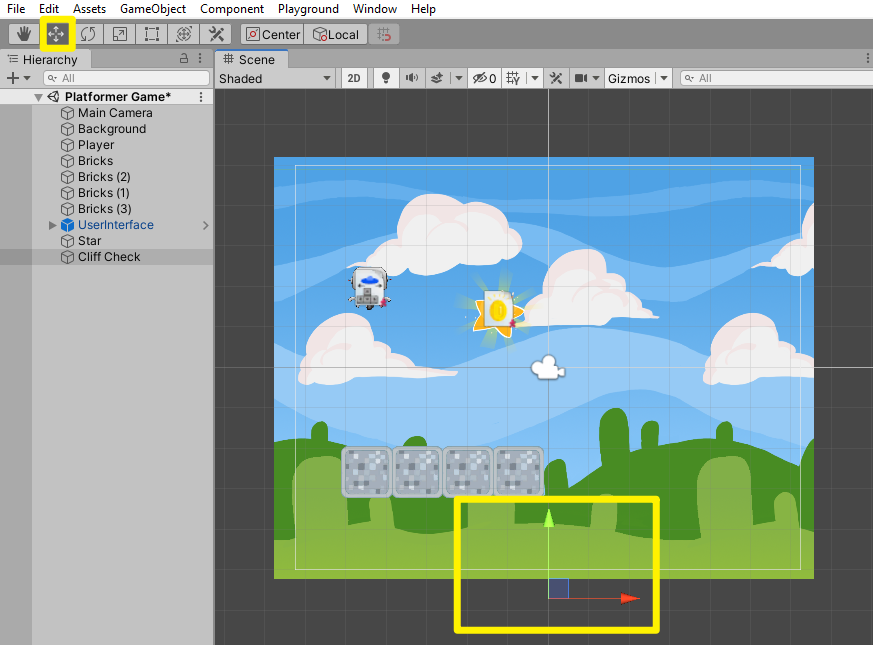 File Edit Assets GameObject Component Playground Window Help
Center Local
Hierarchy
All
Platformer Game*
Main Camera
Background
Player
Bricks
Bricks (2)
Bricks (1)
Bricks (3)
UserInterface
Star
Cliff Check
Scene
Shaded 2D 0 Gizmos All